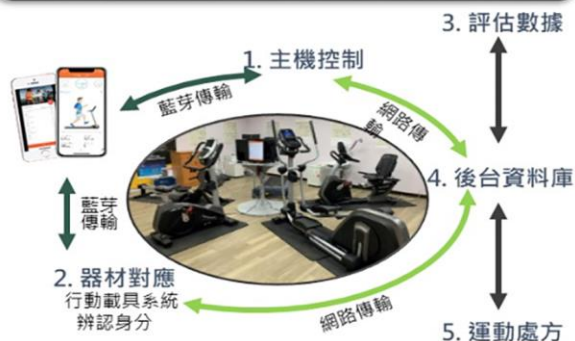 3. 評估數據
1. 主機控制
藍芽傳輸
網路傳
輸
4. 後台資料庫
藍芽
傳輸
2. 器材對應
行動載具系統
辨認身分
網路傳輸
5. 運動處方